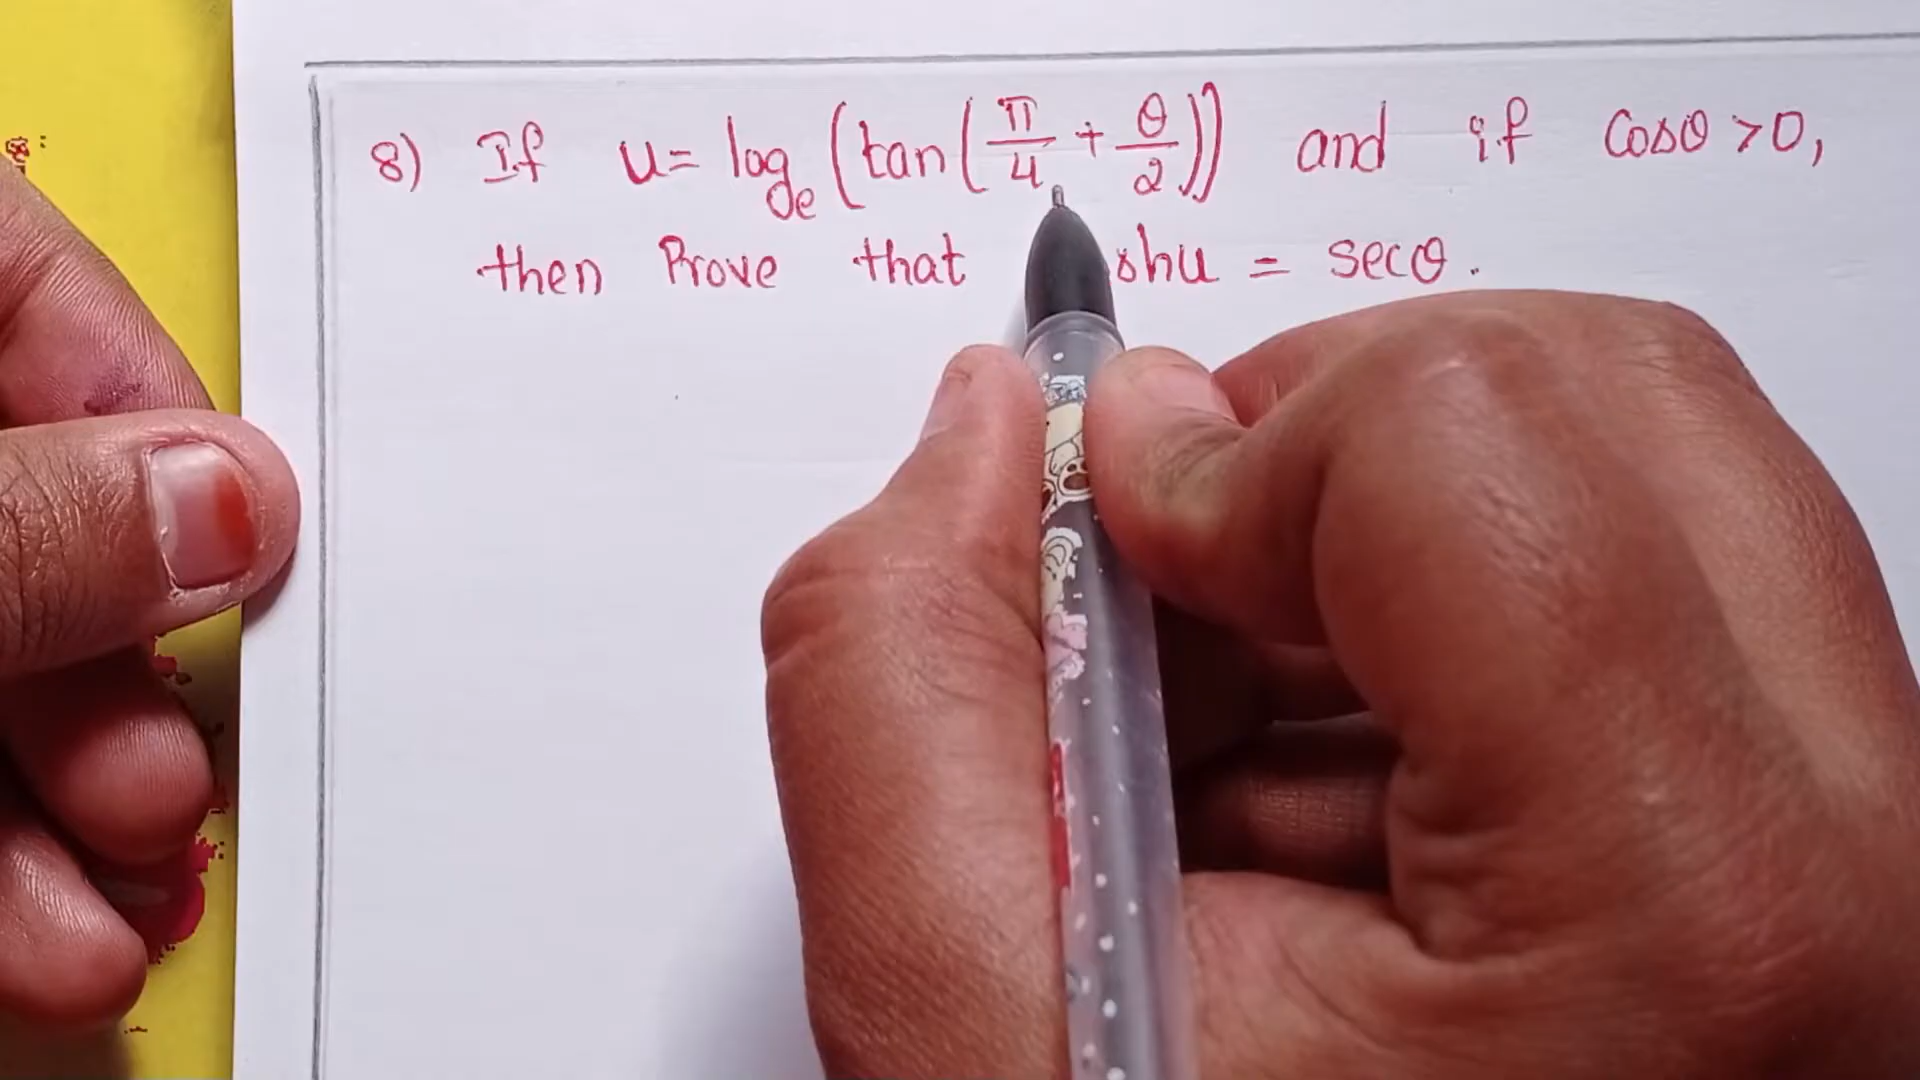 8) If u = log_e (tan(π/4 + θ/2)) and if Cosθ > 0,
then Prove that shu = secθ.